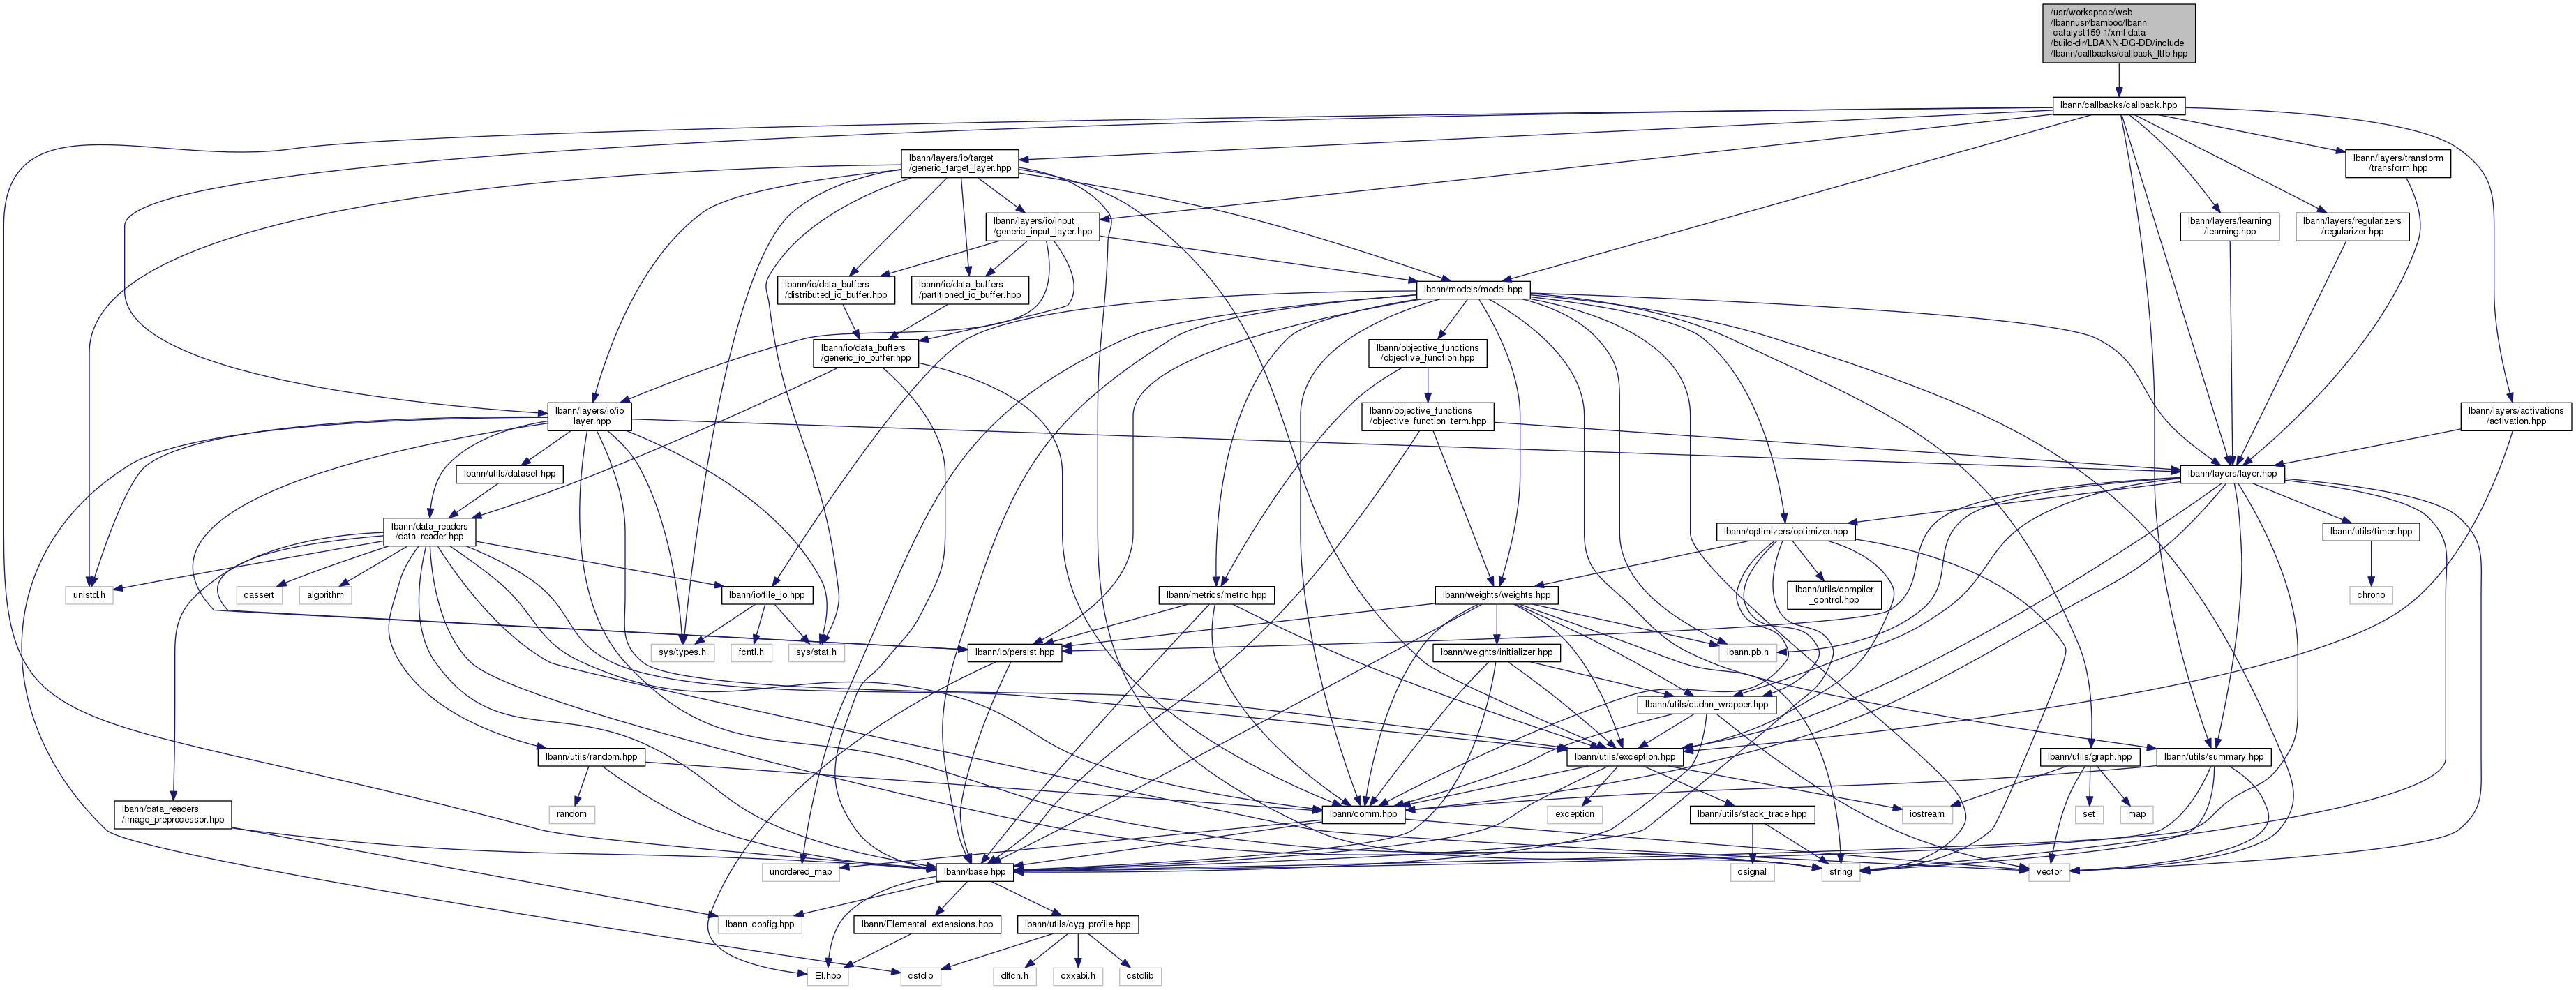 /usr/workspace/wsb
/lbannusr/bamboo/lbann
-catalyst159-1/xml-data
/build-dir/LBANN-DG-DD/include
/lbann/callbacks/callback_ltfb.hpp
lbann/callbacks/callback.hpp
lbann/layers/io/target
/generic_target_layer.hpp
lbann/layers/transform
/transform.hpp
lbann/layers/io/input
/generic_input_layer.hpp
lbann/layers/learning
/learning.hpp
lbann/layers/regularizers
/regularizer.hpp
lbann/io/data_buffers
/distributed_io_buffer.hpp
lbann/io/data_buffers
/partitioned_io_buffer.hpp
lbann/models/model.hpp
lbann/io/data_buffers
/generic_io_buffer.hpp
lbann/objective_functions
/objective_function.hpp
lbann/layers/io/io
_layer.hpp
lbann/objective_functions
/objective_function_term.hpp
lbann/layers/activations
/activation.hpp
lbann/utils/dataset.hpp
lbann/layers/layer.hpp
lbann/data_readers
/data_reader.hpp
lbann/optimizers/optimizer.hpp
lbann/utils/timer.hpp
unistd.h
cassert
algorithm
lbann/io/file_io.hpp
lbann/metrics/metric.hpp
lbann/weights/weights.hpp
lbann/utils/compiler
_control.hpp
chrono
sys/types.h
fcntl.h
sys/stat.h
lbann/io/persist.hpp
lbann/weights/initializer.hpp
lbann.pb.h
lbann/utils/cudnn_wrapper.hpp
lbann/utils/random.hpp
lbann/utils/exception.hpp
lbann/utils/graph.hpp
lbann/utils/summary.hpp
lbann/data_readers
/image_preprocessor.hpp
random
lbann/comm.hpp
exception
lbann/utils/stack_trace.hpp
iostream
set
map
unordered_map
lbann/base.hpp
csignal
string
vector
lbann_config.hpp
lbann/Elemental_extensions.hpp
lbann/utils/cyg_profile.hpp
El.hpp
cstdio
dlfcn.h
cxxabi.h
cstdlib